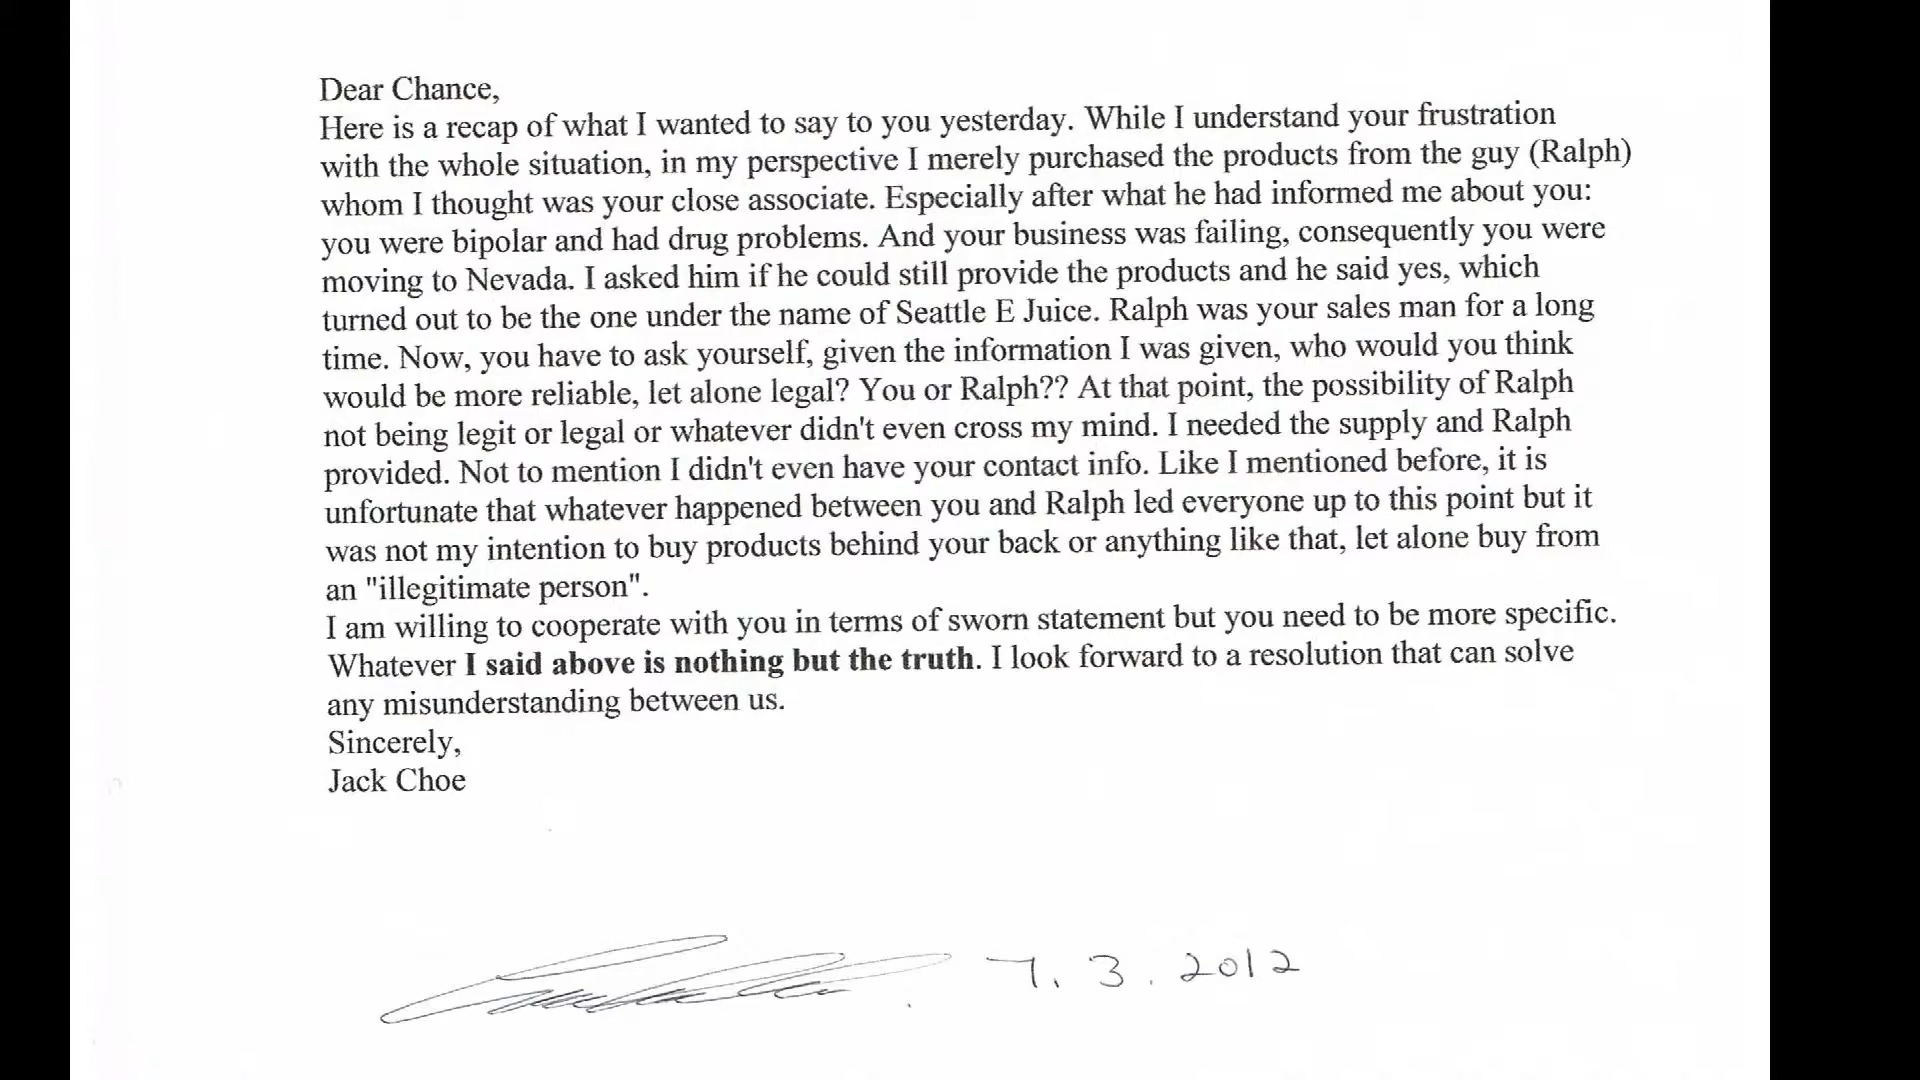 Dear Chance,
Here is a recap of what I wanted to say to you yesterday. While I understand your frustration
with the whole situation, in my perspective I merely purchased the products from the guy (Ralph)
whom I thought was your close associate. Especially after what he had informed me about you:
you were bipolar and had drug problems. And your business was failing, consequently you were
moving to Nevada. I asked him if he could still provide the products and he said yes, which
turned out to be the one under the name of Seattle E Juice. Ralph was your sales man for a long
time. Now, you have to ask yourself, given the information I was given, who would you think
would be more reliable, let alone legal? You or Ralph?? At that point, the possibility of Ralph
not being legit or legal or whatever didn't even cross my mind. I needed the supply and Ralph
provided. Not to mention I didn't even have your contact info. Like I mentioned before, it is
unfortunate that whatever happened between you and Ralph led everyone up to this point but it
was not my intention to buy products behind your back or anything like that, let alone buy from
an "illegitimate person".
I am willing to cooperate with you in terms of sworn statement but you need to be more specific.
Whatever I said above is nothing but the truth. I look forward to a resolution that can solve
any misunderstanding between us.
Sincerely,
Jack Choe
7. 3. 2012